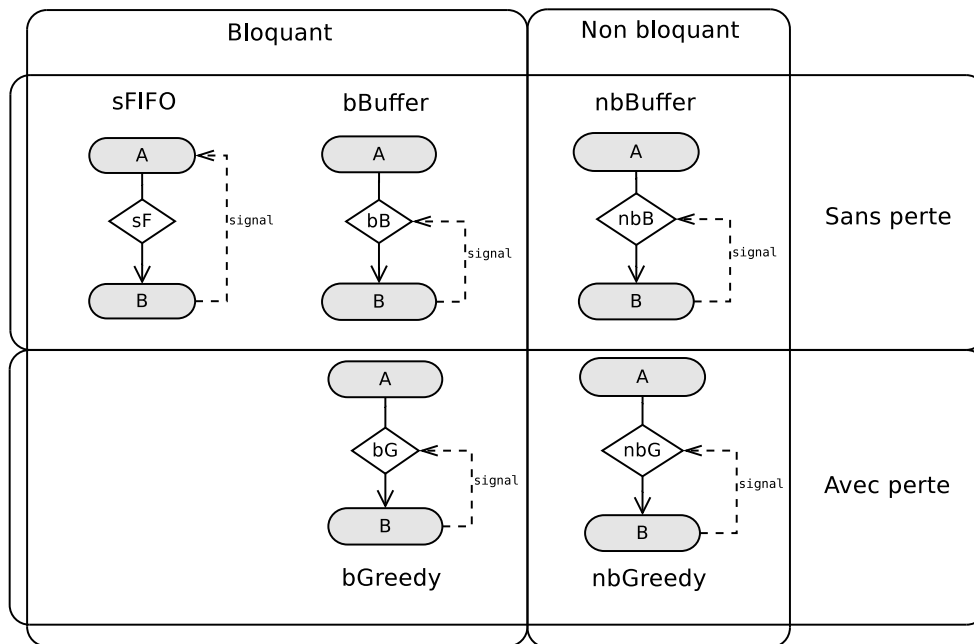 Bloquant
Non bloquant
sFIFO
bBuffer
nbBuffer
A
A
A
sF
signal
bB
signal
nbB
signal
Sans perte
B
B
B
A
A
bG
signal
nbG
signal
Avec perte
B
B
bGreedy
nbGreedy